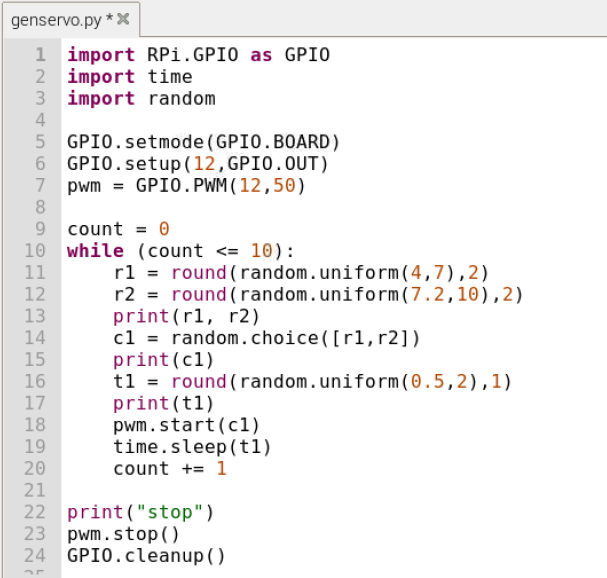 genservo.py *
1 import RPi.GPIO as GPIO
2 import time
3 import random
4
5 GPIO.setmode(GPIO.BOARD)
6 GPIO.setup(12,GPIO.OUT)
7 pwm = GPIO.PWM(12,50)
8
9 count = 0
10 while (count <= 10):
11     r1 = round(random.uniform(4,7),2)
12     r2 = round(random.uniform(7.2,10),2)
13     print(r1, r2)
14     c1 = random.choice([r1,r2])
15     print(c1)
16     t1 = round(random.uniform(0.5,2),1)
17     print(t1)
18     pwm.start(c1)
19     time.sleep(t1)
20     count += 1
21
22 print("stop")
23 pwm.stop()
24 GPIO.cleanup()
25